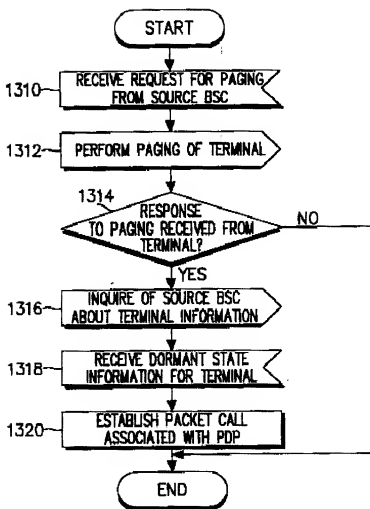 START
1310
RECEIVE REQUEST FOR PAGING
FROM SOURCE BSC
1312
PERFORM PAGING OF TERMINAL
1314
RESPONSE
TO PAGING RECEIVED FROM
TERMINAL?
NO
YES
1316
INQUIRE OF SOURCE BSC
ABOUT TERMINAL INFORMATION
1318
RECEIVE DORMANT STATE
INFORMATION FOR TERMINAL
1320
ESTABLISH PACKET CALL
ASSOCIATED WITH PDP
END